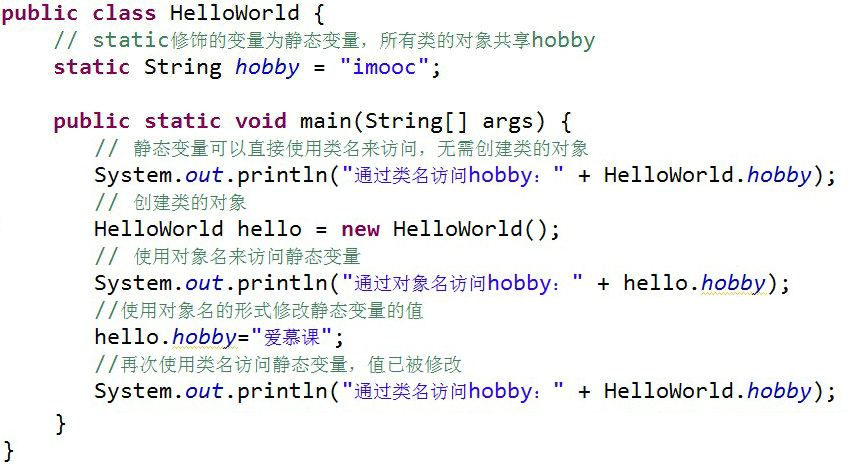 public class HelloWorld {
    // static修饰的变量为静态变量，所有类的对象共享hobby
    static String hobby = "imooc";

    public static void main(String[] args) {
        // 静态变量可以直接使用类名来访问，无需创建类的对象
        System.out.println("通过类名访问hobby：" + HelloWorld.hobby);
        // 创建类的对象
        HelloWorld hello = new HelloWorld();
        // 使用对象名来访问静态变量
        System.out.println("通过对象名访问hobby：" + hello.hobby);
        //使用对象名的形式修改静态变量的值
        hello.hobby="爱慕课";
        //再次使用类名访问静态变量，值已被修改
        System.out.println("通过类名访问hobby：" + HelloWorld.hobby);
    }
}